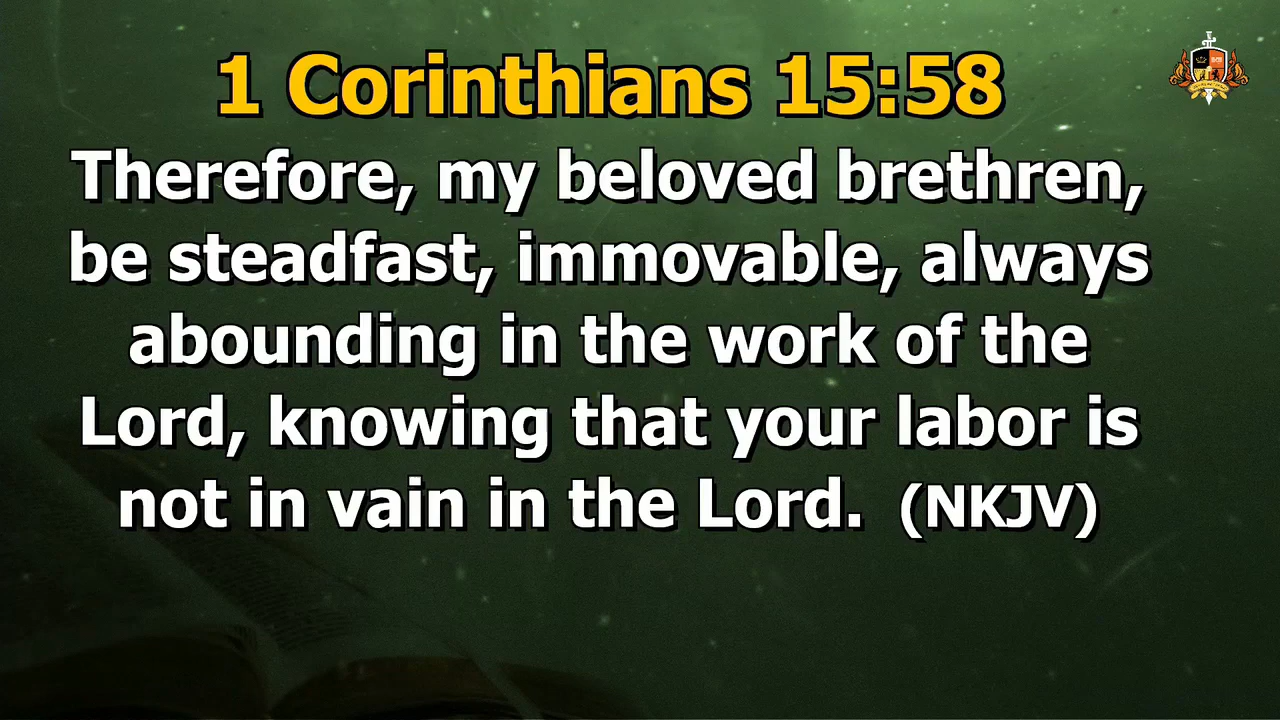 1 Corinthians 15:58
Therefore, my beloved brethren,
be steadfast, immovable, always
abounding in the work of the
Lord, knowing that your labor is
not in vain in the Lord.  (NKJV)